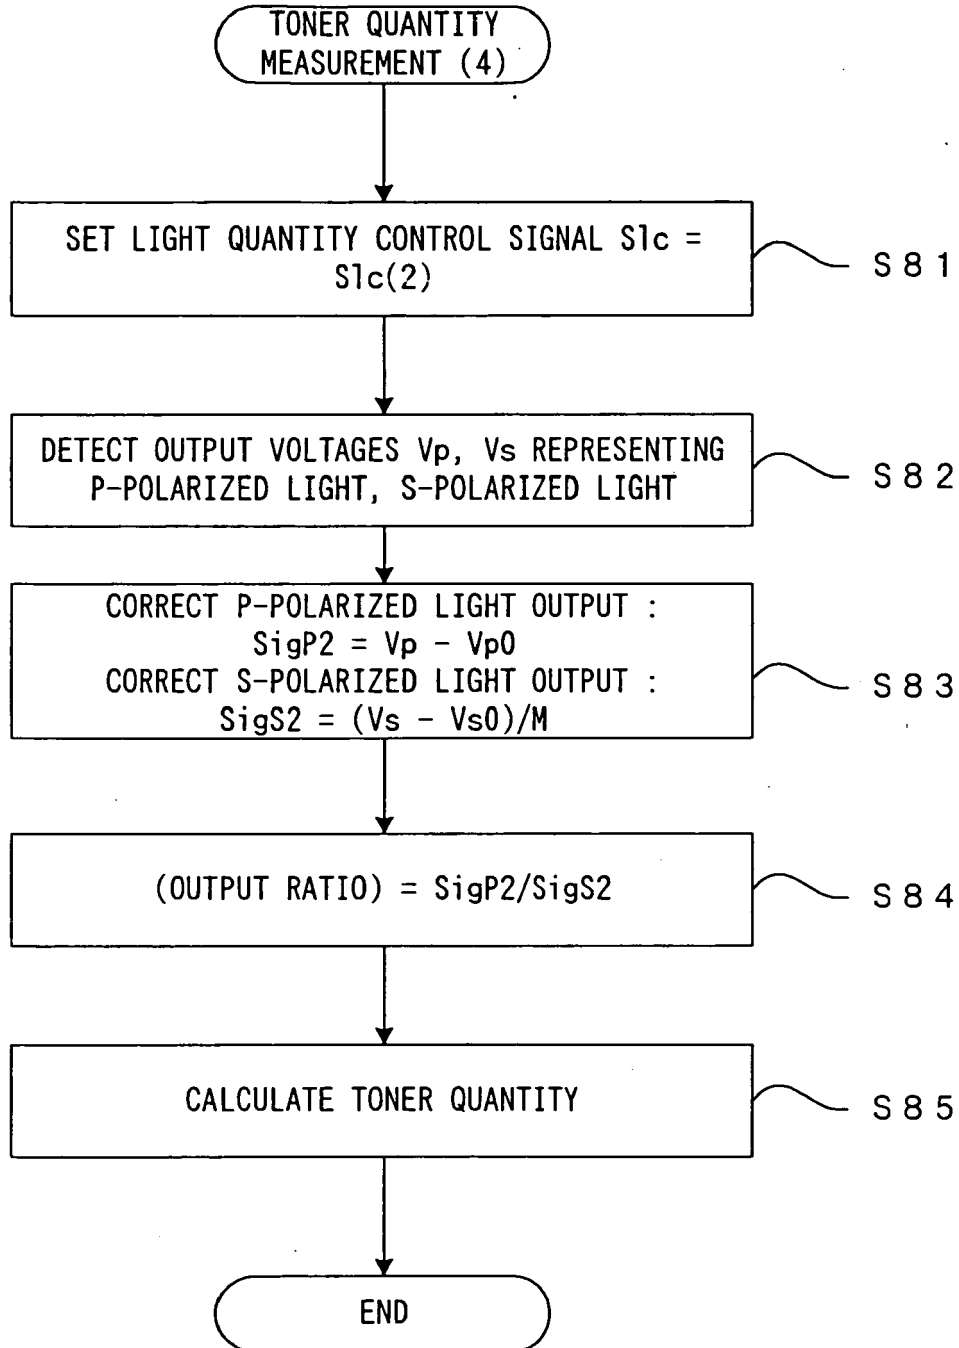 TONER QUANTITY
MEASUREMENT (4)
SET LIGHT QUANTITY CONTROL SIGNAL Slc =
Slc(2)
S81
DETECT OUTPUT VOLTAGES Vp, Vs REPRESENTING
P-POLARIZED LIGHT, S-POLARIZED LIGHT
S82
CORRECT P-POLARIZED LIGHT OUTPUT :
SigP2 = Vp - Vp0
CORRECT S-POLARIZED LIGHT OUTPUT :
SigS2 = (Vs - Vs0)/M
S83
(OUTPUT RATIO) = SigP2/SigS2
S84
CALCULATE TONER QUANTITY
S85
END